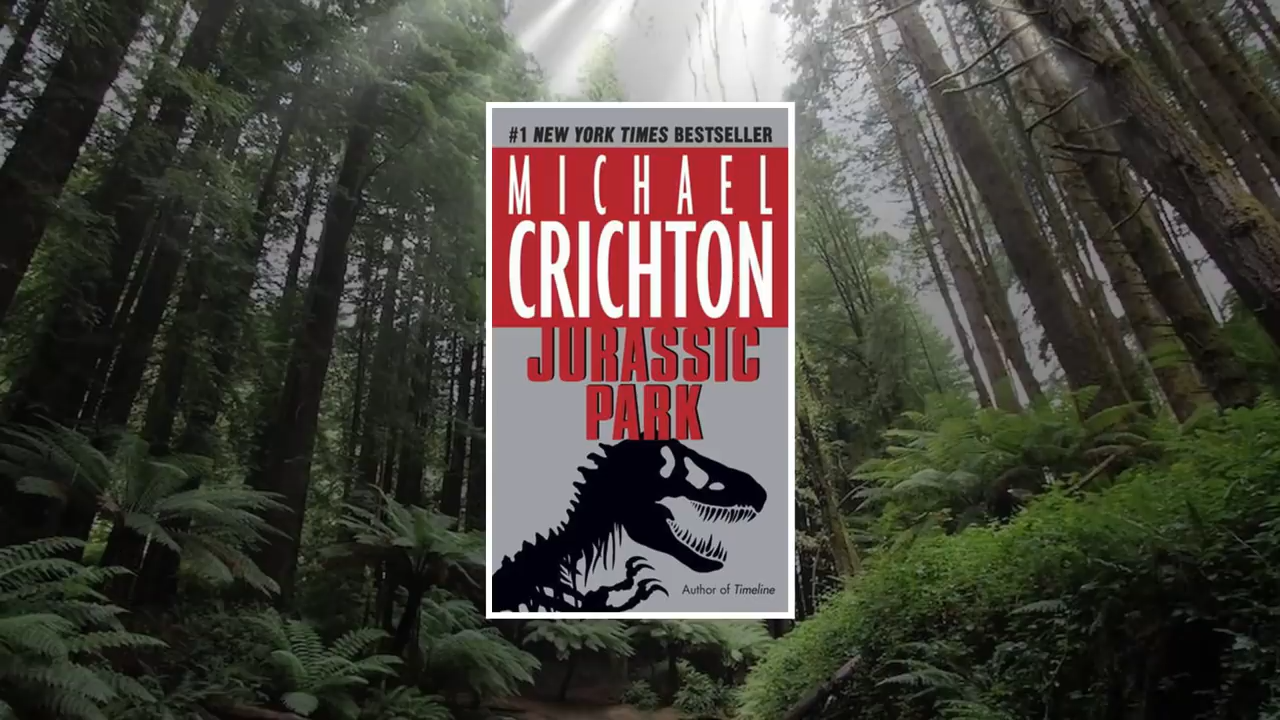 #1 NEW YORK TIMES BESTSELLER
MICHAEL
CRICHTON
JURASSIC
PARK
Author of Timeline